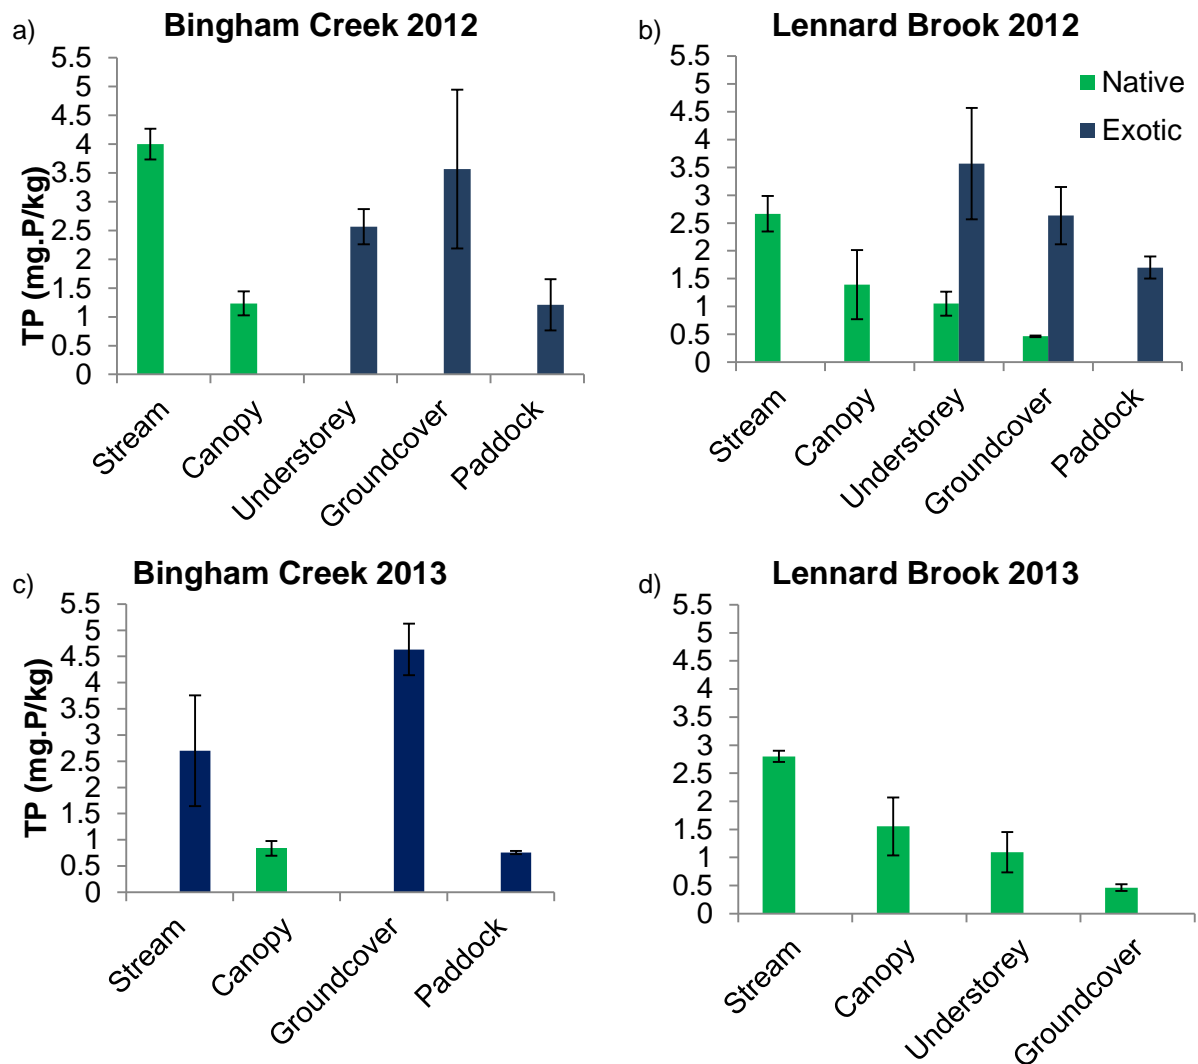 a)
Bingham Creek 2012
5.5
5
4.5
4
3.5
3
2.5
2
1.5
1
0.5
0
TP (mg.P/kg)
Stream
Canopy
Understorey
Groundcover
Paddock
b)
Lennard Brook 2012
5.5
5
4.5
4
3.5
3
2.5
2
1.5
1
0.5
0
Native
Exotic
Stream
Canopy
Understorey
Groundcover
Paddock
c)
Bingham Creek 2013
5.5
5
4.5
4
3.5
3
2.5
2
1.5
1
0.5
0
TP (mg.P/kg)
Stream
Canopy
Groundcover
Paddock
d)
Lennard Brook 2013
5.5
5
4.5
4
3.5
3
2.5
2
1.5
1
0.5
0
Stream
Canopy
Understorey
Groundcover